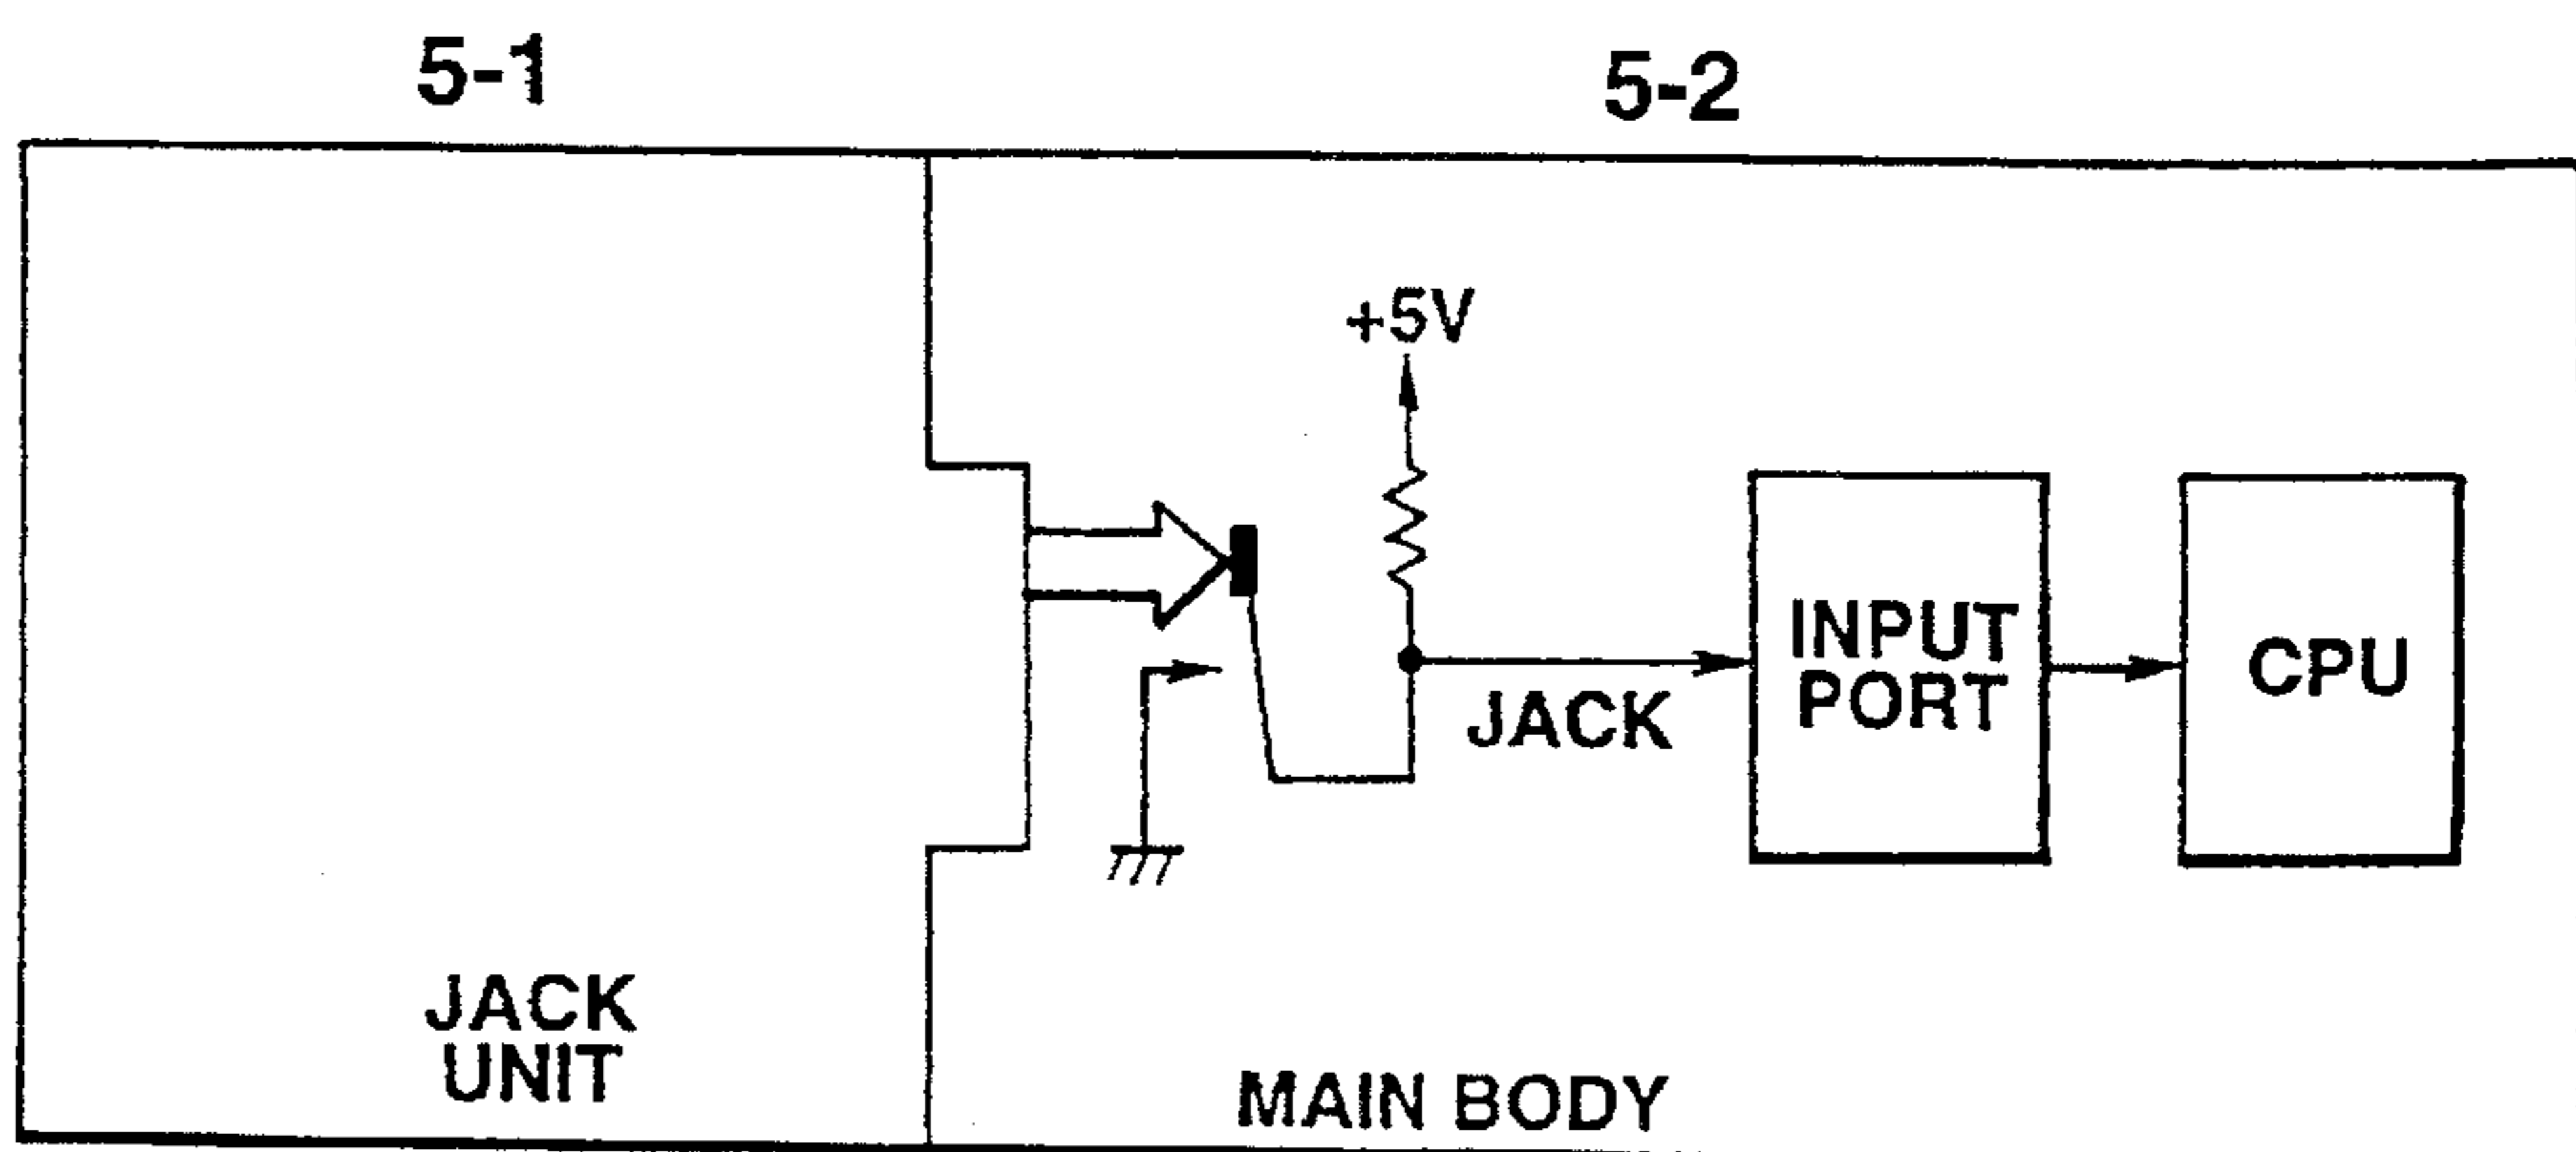 5-1
5-2
+5V
JACK
INPUT
PORT
CPU
JACK
UNIT
MAIN BODY